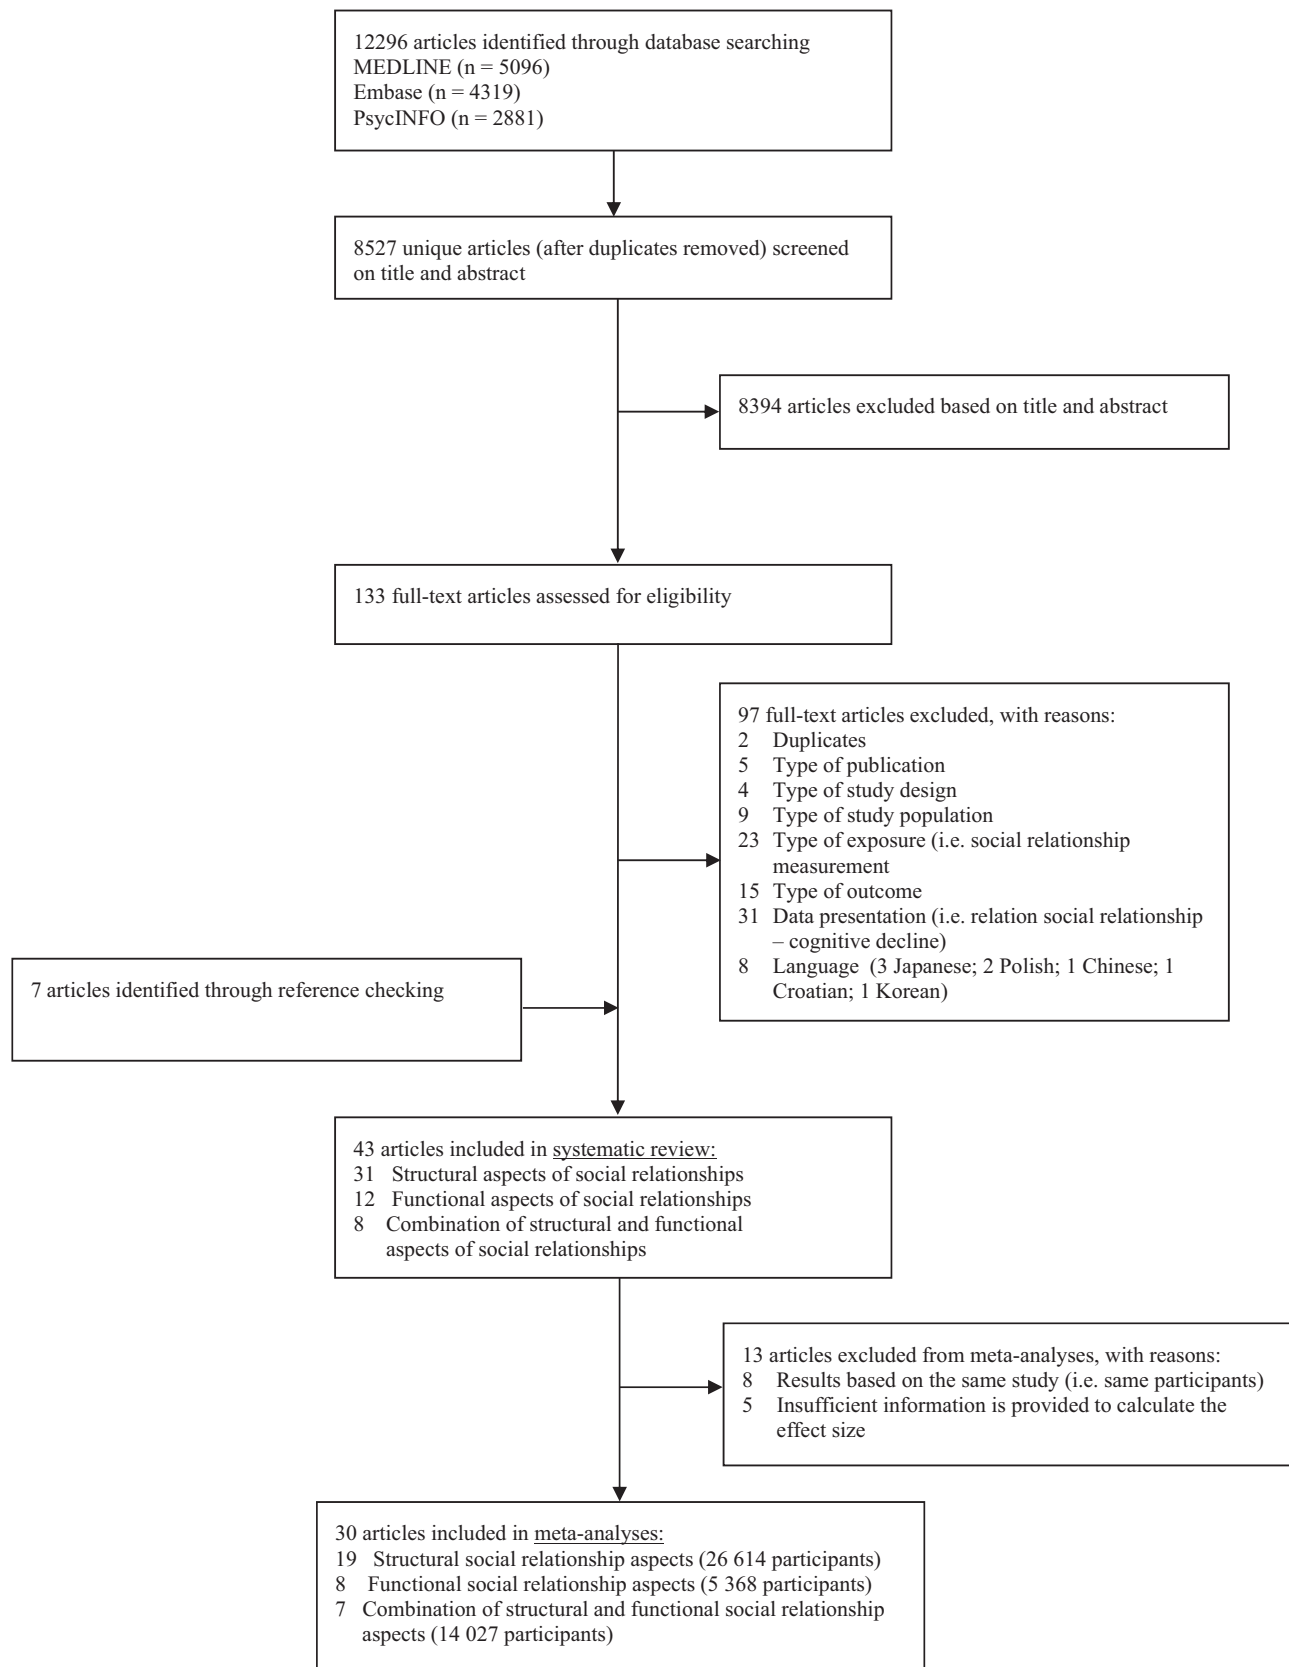 12296 articles identified through database searching
MEDLINE (n = 5096)
Embase (n = 4319)
PsycINFO (n = 2881)
8527 unique articles (after duplicates removed) screened
on title and abstract
8394 articles excluded based on title and abstract
133 full-text articles assessed for eligibility
97 full-text articles excluded, with reasons:
2 Duplicates
5 Type of publication
4 Type of study design
9 Type of study population
23 Type of exposure (i.e. social relationship
measurement
15 Type of outcome
31 Data presentation (i.e. relation social relationship
– cognitive decline)
8 Language (3 Japanese; 2 Polish; 1 Chinese; 1
Croatian; 1 Korean)
7 articles identified through reference checking
43 articles included in systematic review:
31 Structural aspects of social relationships
12 Functional aspects of social relationships
8 Combination of structural and functional
aspects of social relationships
13 articles excluded from meta-analyses, with reasons:
8 Results based on the same study (i.e. same participants)
5 Insufficient information is provided to calculate the
effect size
30 articles included in meta-analyses:
19 Structural social relationship aspects (26 614 participants)
8 Functional social relationship aspects (5 368 participants)
7 Combination of structural and functional social relationship
aspects (14 027 participants)